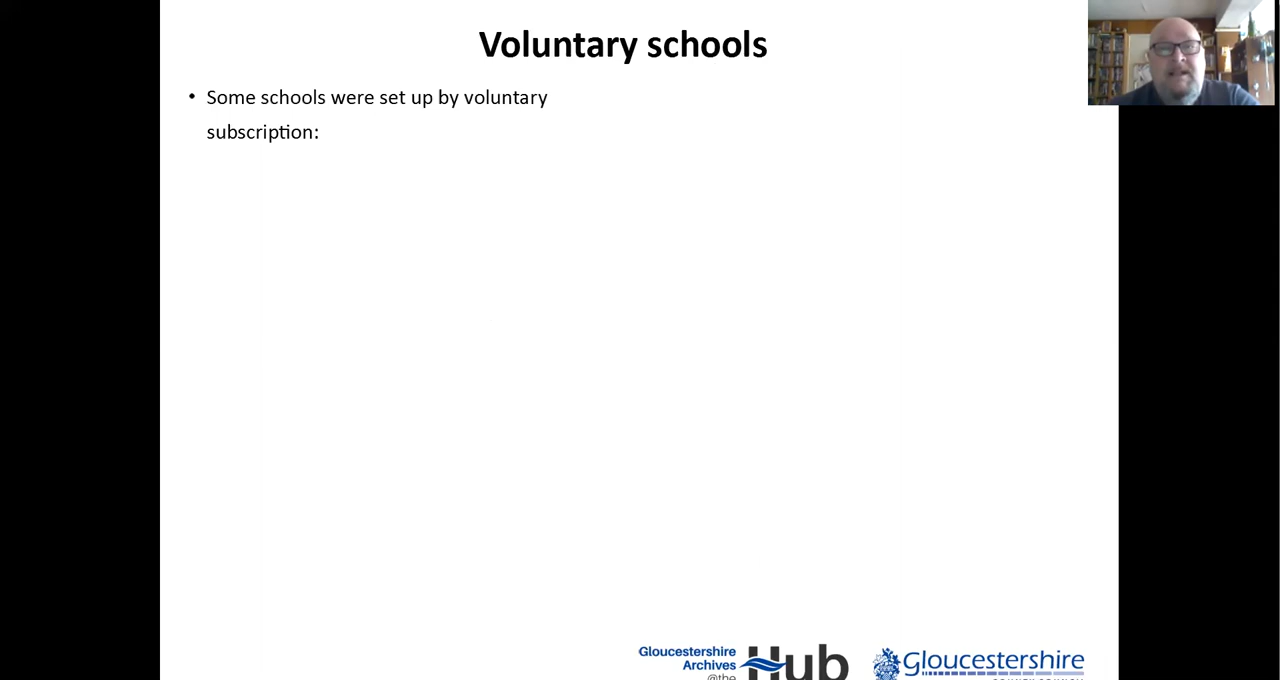 Voluntary schools
• Some schools were set up by voluntary
subscription:
Gloucestershire
Archives
@the
Hub
Gloucestershire